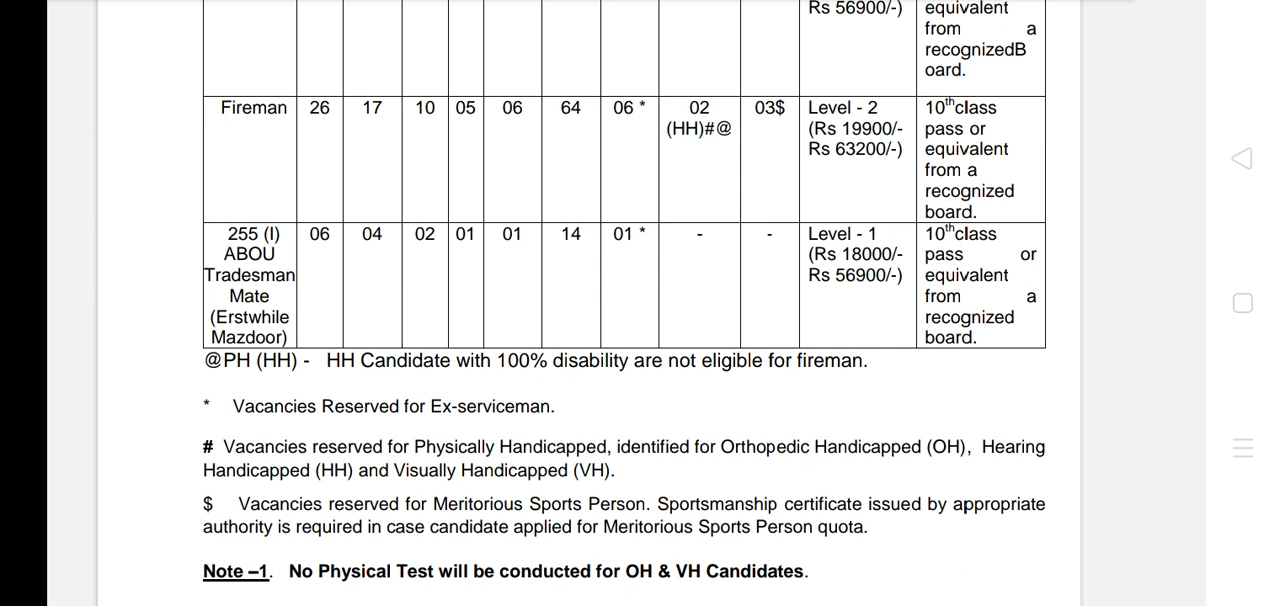 Rs 56900/-) equivalent
from a
recognizedB
oard.
Fireman 26 17 10 05 06 64 06 * 02 03$ Level - 2 10thclass
(HH)#@ (Rs 19900/- pass or
Rs 63200/-) equivalent
from a
recognized
board.
255 (I) 06 04 02 01 01 14 01 * - - Level - 1 10thclass
ABOU (Rs 18000/- pass or
Tradesman Rs 56900/-) equivalent
Mate from a
(Erstwhile recognized
Mazdoor) board.
@PH (HH) - HH Candidate with 100% disability are not eligible for fireman.
* Vacancies Reserved for Ex-serviceman.
# Vacancies reserved for Physically Handicapped, identified for Orthopedic Handicapped (OH), Hearing
Handicapped (HH) and Visually Handicapped (VH).
$ Vacancies reserved for Meritorious Sports Person. Sportsmanship certificate issued by appropriate
authority is required in case candidate applied for Meritorious Sports Person quota.
Note –1. No Physical Test will be conducted for OH & VH Candidates.